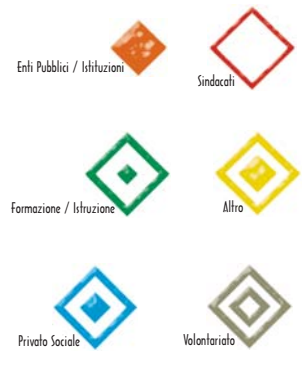 Enti Pubblici / Istituzioni
Sindacati
Formazione / Istruzione
Altro
Privato Sociale
Volontariato